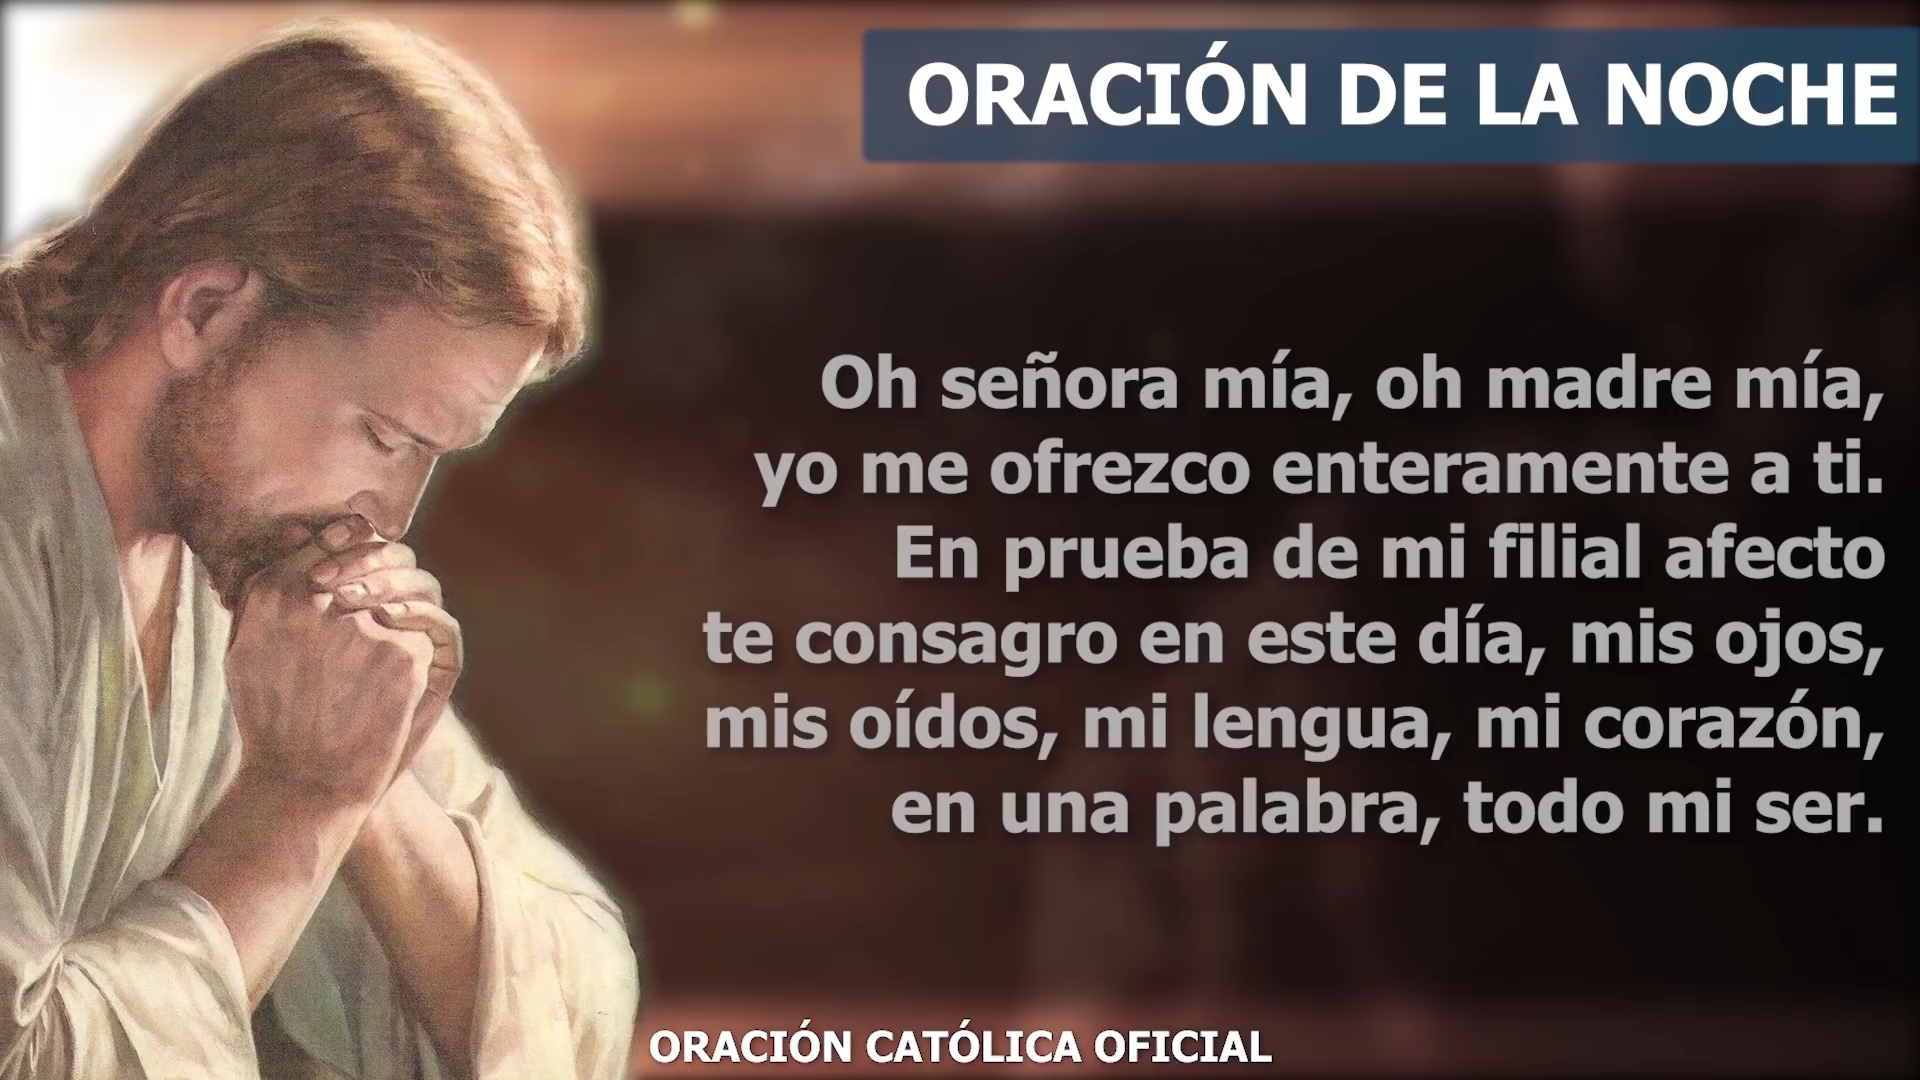 ORACIÓN DE LA NOCHE
Oh señora mía, oh madre mía,
yo me ofrezco enteramente a ti.
En prueba de mi filial afecto
te consagro en este día, mis ojos,
mis oídos, mi lengua, mi corazón,
en una palabra, todo mi ser.
ORACIÓN CATÓLICA OFICIAL